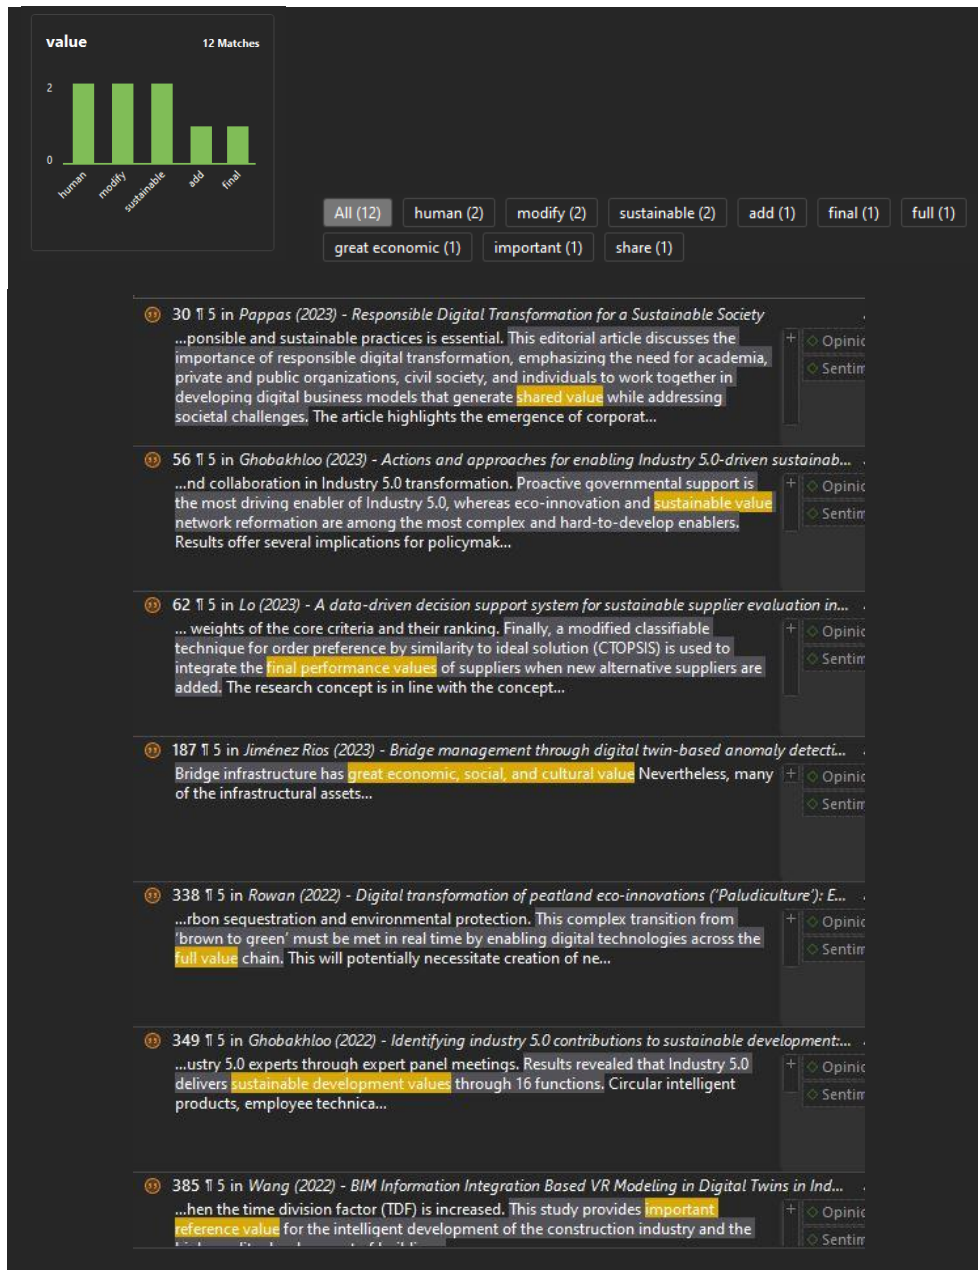 value 12 Matches
2
0
human modify sustainable add final
All (12) human (2) modify (2) sustainable (2) add (1) final (1) full (1)
great economic (1) important (1) share (1)
30 ¶ 5 in Pappas (2023) - Responsible Digital Transformation for a Sustainable Society
...ponsible and sustainable practices is essential. This editorial article discusses the
importance of responsible digital transformation, emphasizing the need for academia,
private and public organizations, civil society, and individuals to work together in
developing digital business models that generate shared value while addressing
societal challenges. The article highlights the emergence of corporat...
+ Opinic
Sentim
56 ¶ 5 in Ghobakhloo (2023) - Actions and approaches for enabling Industry 5.0-driven sustainab...
...nd collaboration in Industry 5.0 transformation. Proactive governmental support is
the most driving enabler of Industry 5.0, whereas eco-innovation and sustainable value
network reformation are among the most complex and hard-to-develop enablers.
Results offer several implications for policymak...
+ Opinic
Sentim
62 ¶ 5 in Lo (2023) - A data-driven decision support system for sustainable supplier evaluation in...
... weights of the core criteria and their ranking. Finally, a modified classifiable
technique for order preference by similarity to ideal solution (CTOPSIS) is used to
integrate the final performance values of suppliers when new alternative suppliers are
added. The research concept is in line with the concept...
+ Opinic
Sentim
187 ¶ 5 in Jiménez Rios (2023) - Bridge management through digital twin-based anomaly detecti...
Bridge infrastructure has great economic, social, and cultural value Nevertheless, many
of the infrastructural assets...
+ Opinic
Sentim
338 ¶ 5 in Rowan (2022) - Digital transformation of peatland eco-innovations (‘Paludiculture’): E...
...rbon sequestration and environmental protection. This complex transition from
‘brown to green’ must be met in real time by enabling digital technologies across the
full value chain. This will potentially necessitate creation of ne...
+ Opinic
Sentim
349 ¶ 5 in Ghobakhloo (2022) - Identifying industry 5.0 contributions to sustainable development:...
...ustry 5.0 experts through expert panel meetings. Results revealed that Industry 5.0
delivers sustainable development values through 16 functions. Circular intelligent
products, employee technica...
+ Opinic
Sentim
385 ¶ 5 in Wang (2022) - BIM Information Integration Based VR Modeling in Digital Twins in Ind...
...hen the time division factor (TDF) is increased. This study provides important
reference value for the intelligent development of the construction industry and the
+ Opinic
Sentim